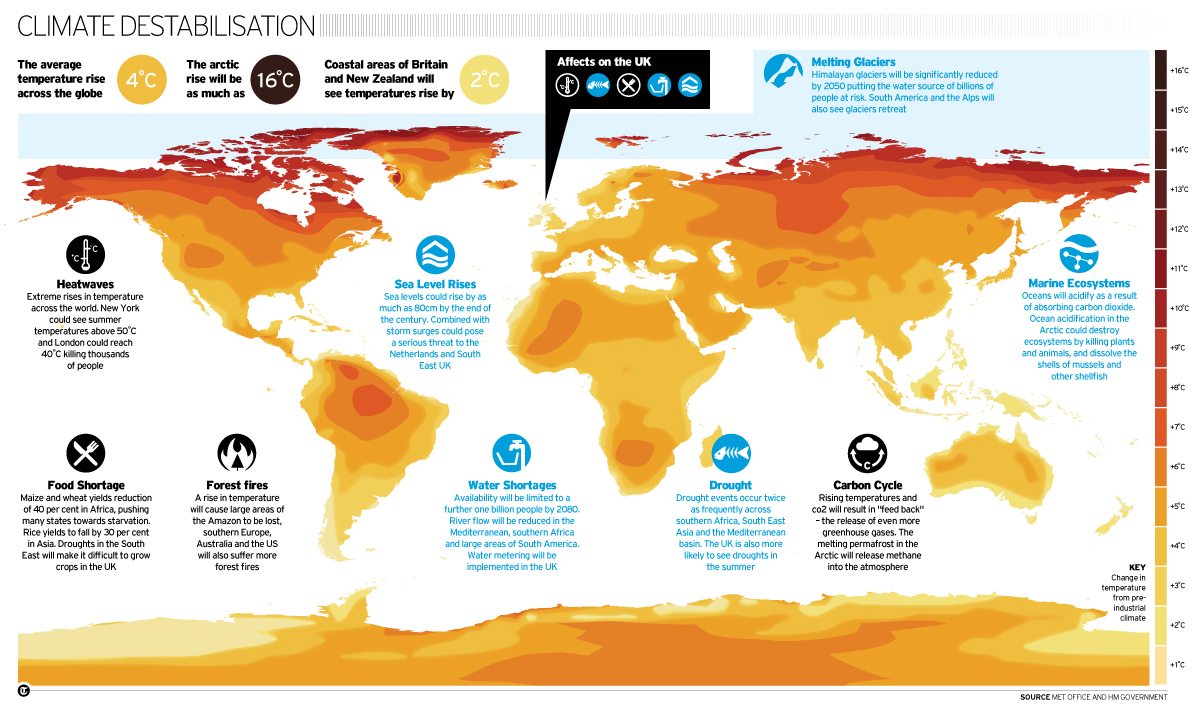 CLIMATE DESTABILISATION
The average
temperature rise
across the globe
4°C
The arctic
rise will be
as much as
16°C
Coastal areas of Britain
and New Zealand will
see temperatures rise by
2°C
Affects on the UK
Melting Glaciers
Himalayan glaciers will be significantly reduced
by 2050 putting the water source of billions of
people at risk. South America and the Alps will
also see glaciers retreat
°C
°C
Heatwaves
Extreme rises in temperature
across the world. New York
could see summer
temperatures above 50°C
and London could reach
40°C killing thousands
of people
Sea Level Rises
Sea levels could rise by as
much as 80cm by the end of
the century. Combined with
storm surges could pose
a serious threat to the
Netherlands and South
East UK
Marine Ecosystems
Oceans will acidify as a result
of absorbing carbon dioxide.
Ocean acidification in the
Arctic could destroy
ecosystems by killing plants
and animals, and dissolve the
shells of mussels and
other shellfish
Food Shortage
Maize and wheat yields reduction
of 40 per cent in Africa, pushing
many states towards starvation.
Rice yields to fall by 30 per cent
in Asia. Droughts in the South
East will make it difficult to grow
crops in the UK
Forest fires
A rise in temperature
will cause large areas of
the Amazon to be lost,
southern Europe,
Australia and the US
will also suffer more
forest fires
Water Shortages
Availability will be limited to a
further one billion people by 2080.
River flow will be reduced in the
Mediterranean, southern Africa
and large areas of South America.
Water metering will be
implemented in the UK
Drought
Drought events occur twice
as frequently across
southern Africa, South East
Asia and the Mediterranean
basin. The UK is also more
likely to see droughts in
the summer
C
Carbon Cycle
Rising temperatures and
co2 will result in "feed back"
– the release of even more
greenhouse gases. The
melting permafrost in the
Arctic will release methane
into the atmosphere
+16°C
+15°C
+14°C
+13°C
+12°C
+11°C
+10°C
+9°C
+8°C
+7°C
+6°C
+5°C
+4°C
+3°C
+2°C
+1°C
KEY
Change in
temperature
from pre-
industrial
climate
T
SOURCE MET OFFICE AND HM GOVERNMENT